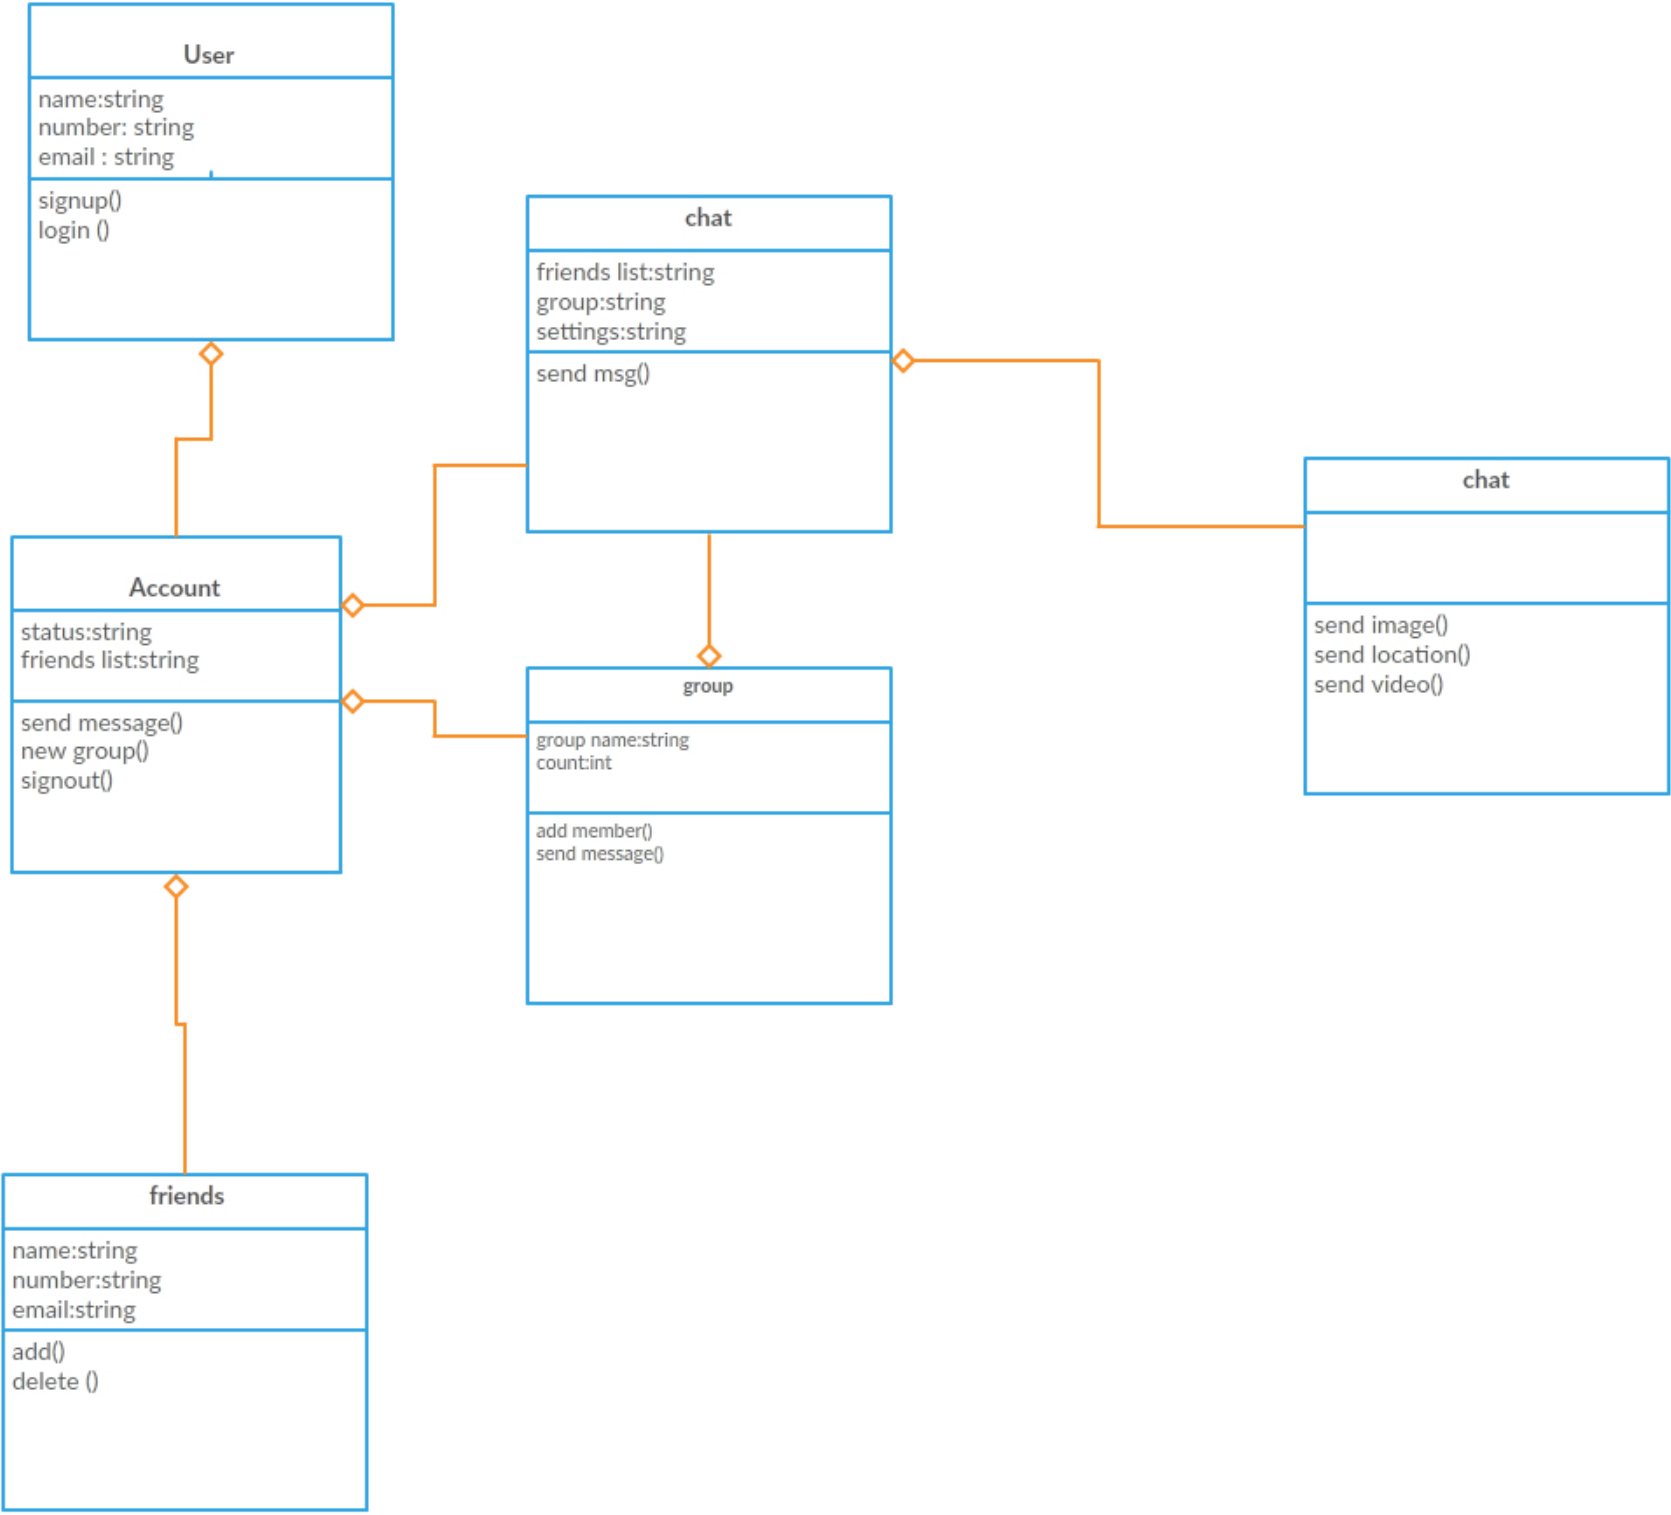 User
name:string
number: string
email : string
signup()
login ()
chat
friends list:string
group:string
settings:string
send msg()
chat
send image()
send location()
send video()
Account
status:string
friends list:string
send message()
new group()
signout()
group
group name:string
count:int
add member()
send message()
friends
name:string
number:string
email:string
add()
delete ()